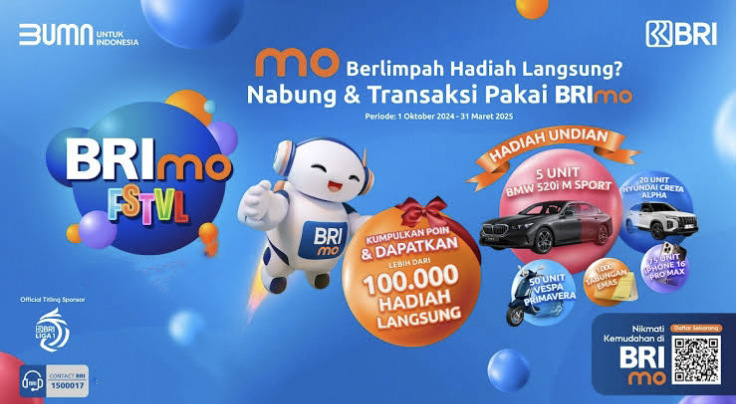 BUMN UNTUK
INDONESIA
BRI
mo Berlimpah Hadiah Langsung?
Nabung & Transaksi Pakai BRImo
Periode: 1 Oktober 2024 - 31 Maret 2025
BRImo
FSTVL
BRI
mo
KUMPULKAN POIN
& DAPATKAN
LEBIH DARI
100.000
HADIAH
LANGSUNG
HADIAH UNDIAN
5 UNIT
BMW 520i M SPORT
20 UNIT
HYUNDAI CRETA
ALPHA
50 UNIT
VESPA
PRIMAVERA
1.000
TABUNGAN
EMAS
75 UNIT
IPHONE 16
PRO MAX
Official Titling Sponsor
BRI
LIGA 1
CONTACT BRI
1500017
Nikmati
Kemudahan di
BRI
mo
Daftar Sekarang